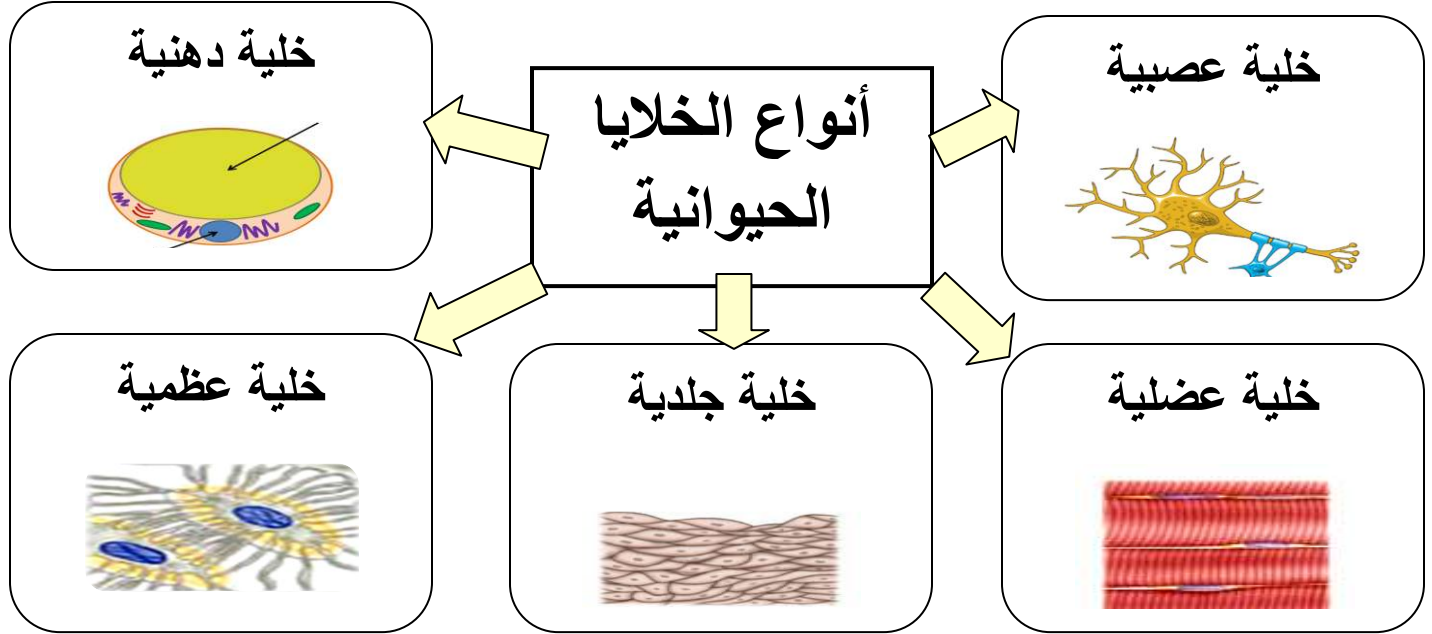 أنواع الخلايا
الحيوانية
خلية عصبية
خلية دهنية
خلية عضلية
خلية جلدية
خلية عظمية